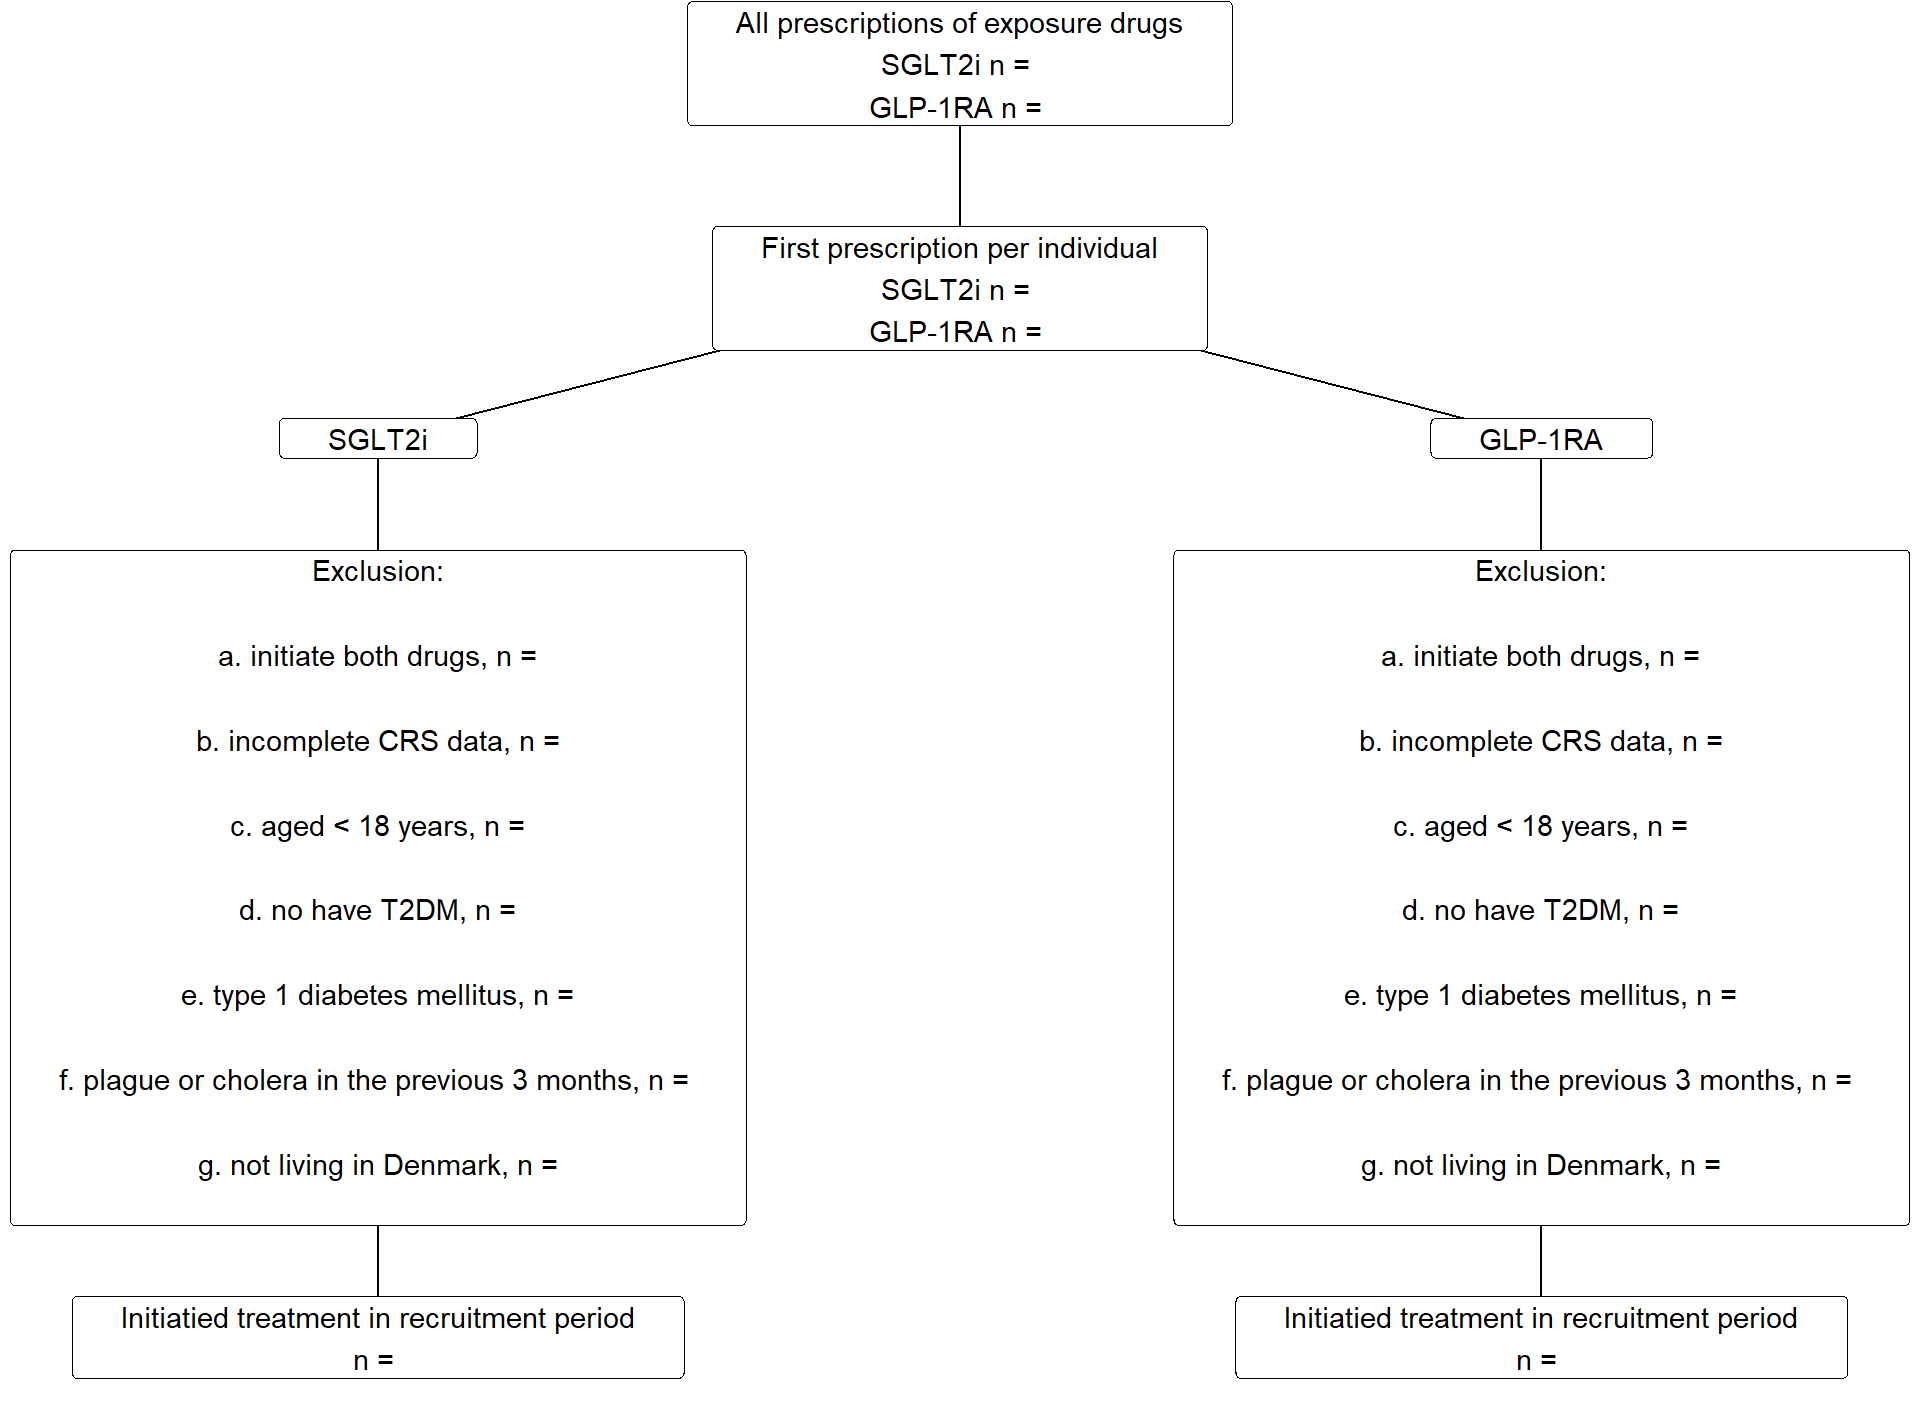 All prescriptions of exposure drugs
SGLT2i n =
GLP-1RA n =
First prescription per individual
SGLT2i n =
GLP-1RA n =
SGLT2i
GLP-1RA
Exclusion:
a. initiate both drugs, n =
b. incomplete CRS data, n =
c. aged < 18 years, n =
d. no have T2DM, n =
e. type 1 diabetes mellitus, n =
f. plague or cholera in the previous 3 months, n =
g. not living in Denmark, n =
Initiatied treatment in recruitment period
n =
Exclusion:
a. initiate both drugs, n =
b. incomplete CRS data, n =
c. aged < 18 years, n =
d. no have T2DM, n =
e. type 1 diabetes mellitus, n =
f. plague or cholera in the previous 3 months, n =
g. not living in Denmark, n =
Initiatied treatment in recruitment period
n =